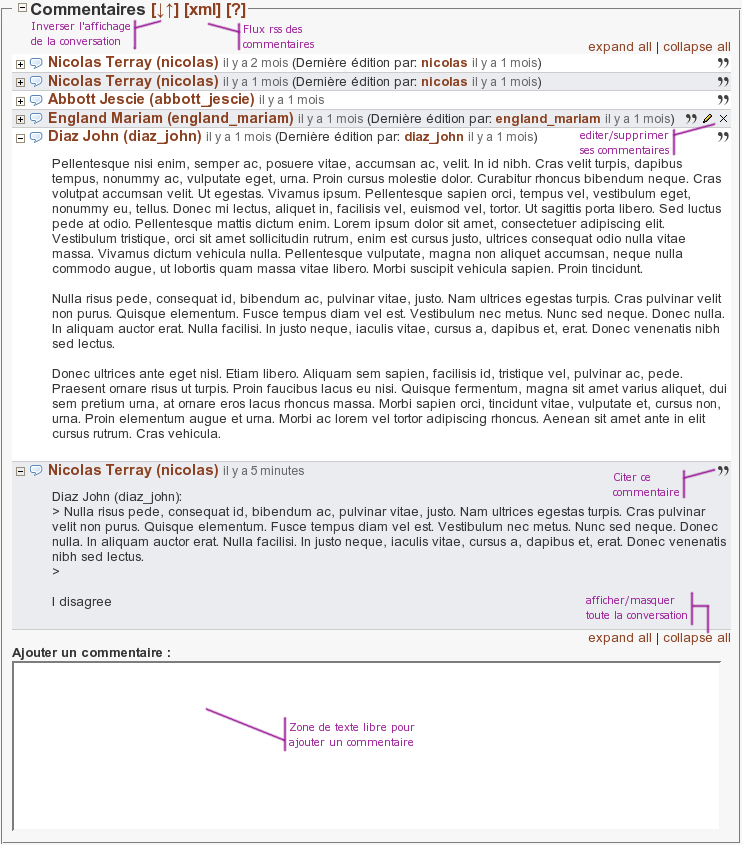 Commentaires [↓↑] [xml] [?]
Inverser l'affichage
de la conversation
Flux rss des
commentaires
expand all | collapse all
Nicolas Terray (nicolas) il y a 2 mois (Dernière édition par: nicolas il y a 1 mois)
Nicolas Terray (nicolas) il y a 1 mois (Dernière édition par: nicolas il y a 1 mois)
Abbott Jescie (abbott_jescie) il y a 1 mois
England Mariam (england_mariam) il y a 1 mois (Dernière édition par: england_mariam il y a 1 mois)
Diaz John (diaz_john) il y a 1 mois (Dernière édition par: diaz_john il y a 1 mois)
editer/supprimer
ses commentaires
Pellentesque nisi enim, semper ac, posuere vitae, accumsan ac, velit. In id nibh. Cras velit turpis, dapibus
tempus, nonummy ac, vulputate eget, urna. Proin cursus molestie dolor. Curabitur rhoncus bibendum neque. Cras
volutpat accumsan velit. Ut egestas. Vivamus ipsum. Pellentesque sapien orci, tempus vel, vestibulum eget,
nonummy eu, tellus. Donec mi lectus, aliquet in, facilisis vel, euismod vel, tortor. Ut sagittis porta libero. Sed luctus
pede at odio. Pellentesque mattis dictum enim. Lorem ipsum dolor sit amet, consectetuer adipiscing elit.
Vestibulum tristique, orci sit amet sollicitudin rutrum, enim est cursus justo, ultrices consequat odio nulla vitae
massa. Vivamus dictum vehicula nulla. Pellentesque vulputate, magna non aliquet accumsan, neque nulla
commodo augue, ut lobortis quam massa vitae libero. Morbi suscipit vehicula sapien. Proin tincidunt.
Nulla risus pede, consequat id, bibendum ac, pulvinar vitae, justo. Nam ultrices egestas turpis. Cras pulvinar velit
non purus. Quisque elementum. Fusce tempus diam vel est. Vestibulum nec metus. Nunc sed neque. Donec nulla.
In aliquam auctor erat. Nulla facilisi. In justo neque, iaculis vitae, cursus a, dapibus et, erat. Donec venenatis nibh
sed lectus.
Donec ultrices ante eget nisl. Etiam libero. Aliquam sem sapien, facilisis id, tristique vel, pulvinar ac, pede.
Praesent ornare risus ut turpis. Proin faucibus lacus eu nisi. Quisque fermentum, magna sit amet varius aliquet, dui
sem pretium urna, at ornare eros lacus rhoncus massa. Morbi sapien orci, tincidunt vitae, vulputate et, cursus non,
urna. Proin elementum augue et urna. Morbi ac lorem vel tortor adipiscing rhoncus. Aenean sit amet ante in elit
cursus rutrum. Cras vehicula.
Nicolas Terray (nicolas) il y a 5 minutes
Citer ce
commentaire
Diaz John (diaz_john):
> Nulla risus pede, consequat id, bibendum ac, pulvinar vitae, justo. Nam ultrices egestas turpis. Cras pulvinar
velit non purus. Quisque elementum. Fusce tempus diam vel est. Vestibulum nec metus. Nunc sed neque. Donec
nulla. In aliquam auctor erat. Nulla facilisi. In justo neque, iaculis vitae, cursus a, dapibus et, erat. Donec venenatis
nibh sed lectus.
>
I disagree
afficher/masquer
toute la conversation
expand all | collapse all
Ajouter un commentaire :
Zone de texte libre pour
ajouter un commentaire